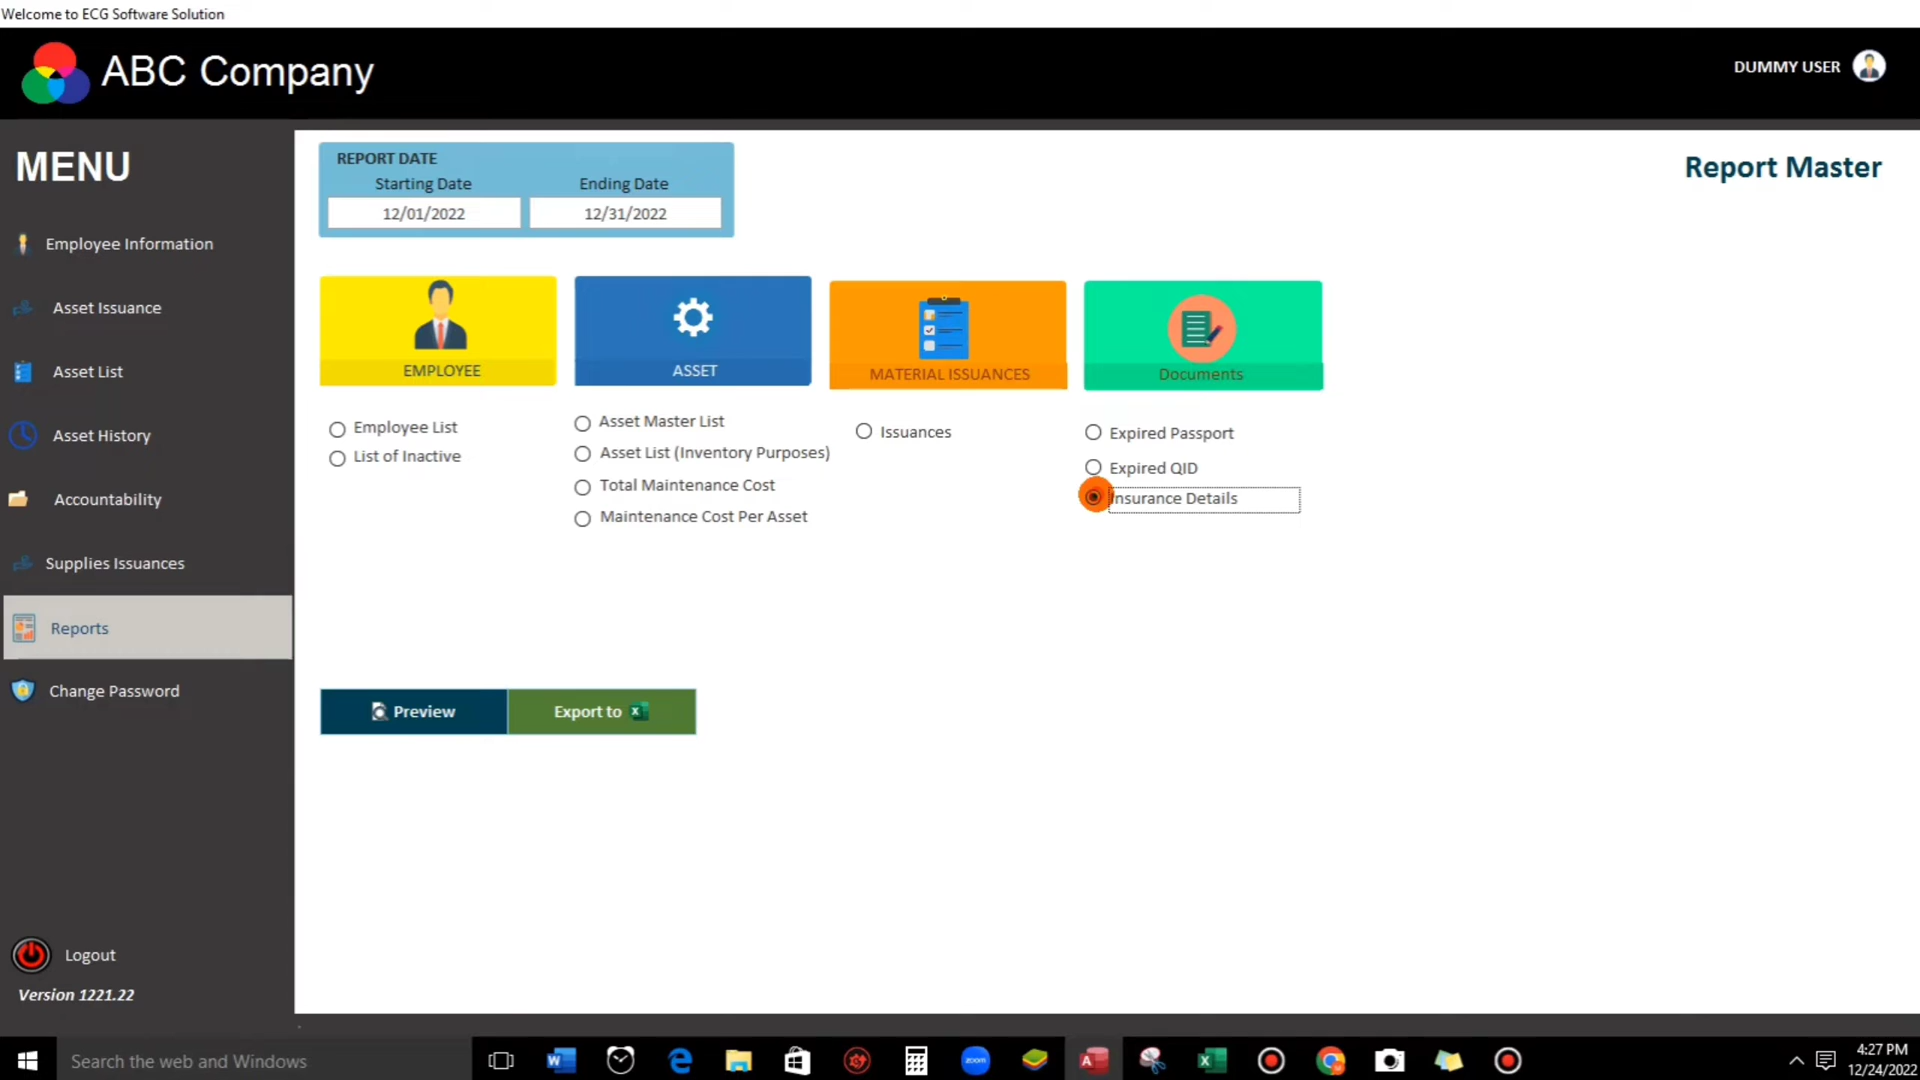 Welcome to ECG Software Solution
ABC Company
DUMMY USER
MENU
Employee Information
Asset Issuance
Asset List
Asset History
Accountability
Supplies Issuances
Reports
Change Password
Logout
Version 1221.22
REPORT DATE
Starting Date Ending Date
12/01/2022 12/31/2022
Report Master
EMPLOYEE
ASSET
MATERIAL ISSUANCES
Documents
Employee List
List of Inactive
Asset Master List
Asset List (Inventory Purposes)
Total Maintenance Cost
Maintenance Cost Per Asset
Issuances
Expired Passport
Expired QID
Insurance Details
Preview
Export to
Search the web and Windows
zoom
4:27 PM
12/24/2022